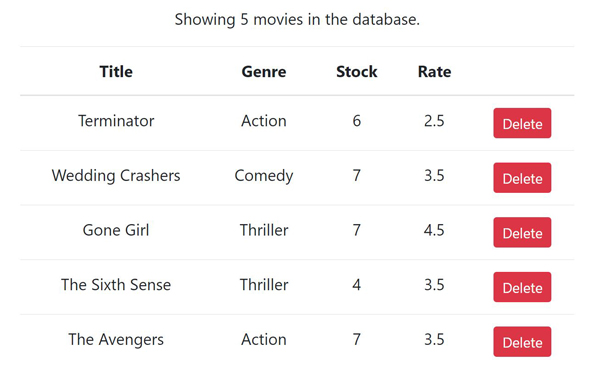 Showing 5 movies in the database.
Title Genre Stock Rate
Terminator Action 6 2.5 Delete
Wedding Crashers Comedy 7 3.5 Delete
Gone Girl Thriller 7 4.5 Delete
The Sixth Sense Thriller 4 3.5 Delete
The Avengers Action 7 3.5 Delete